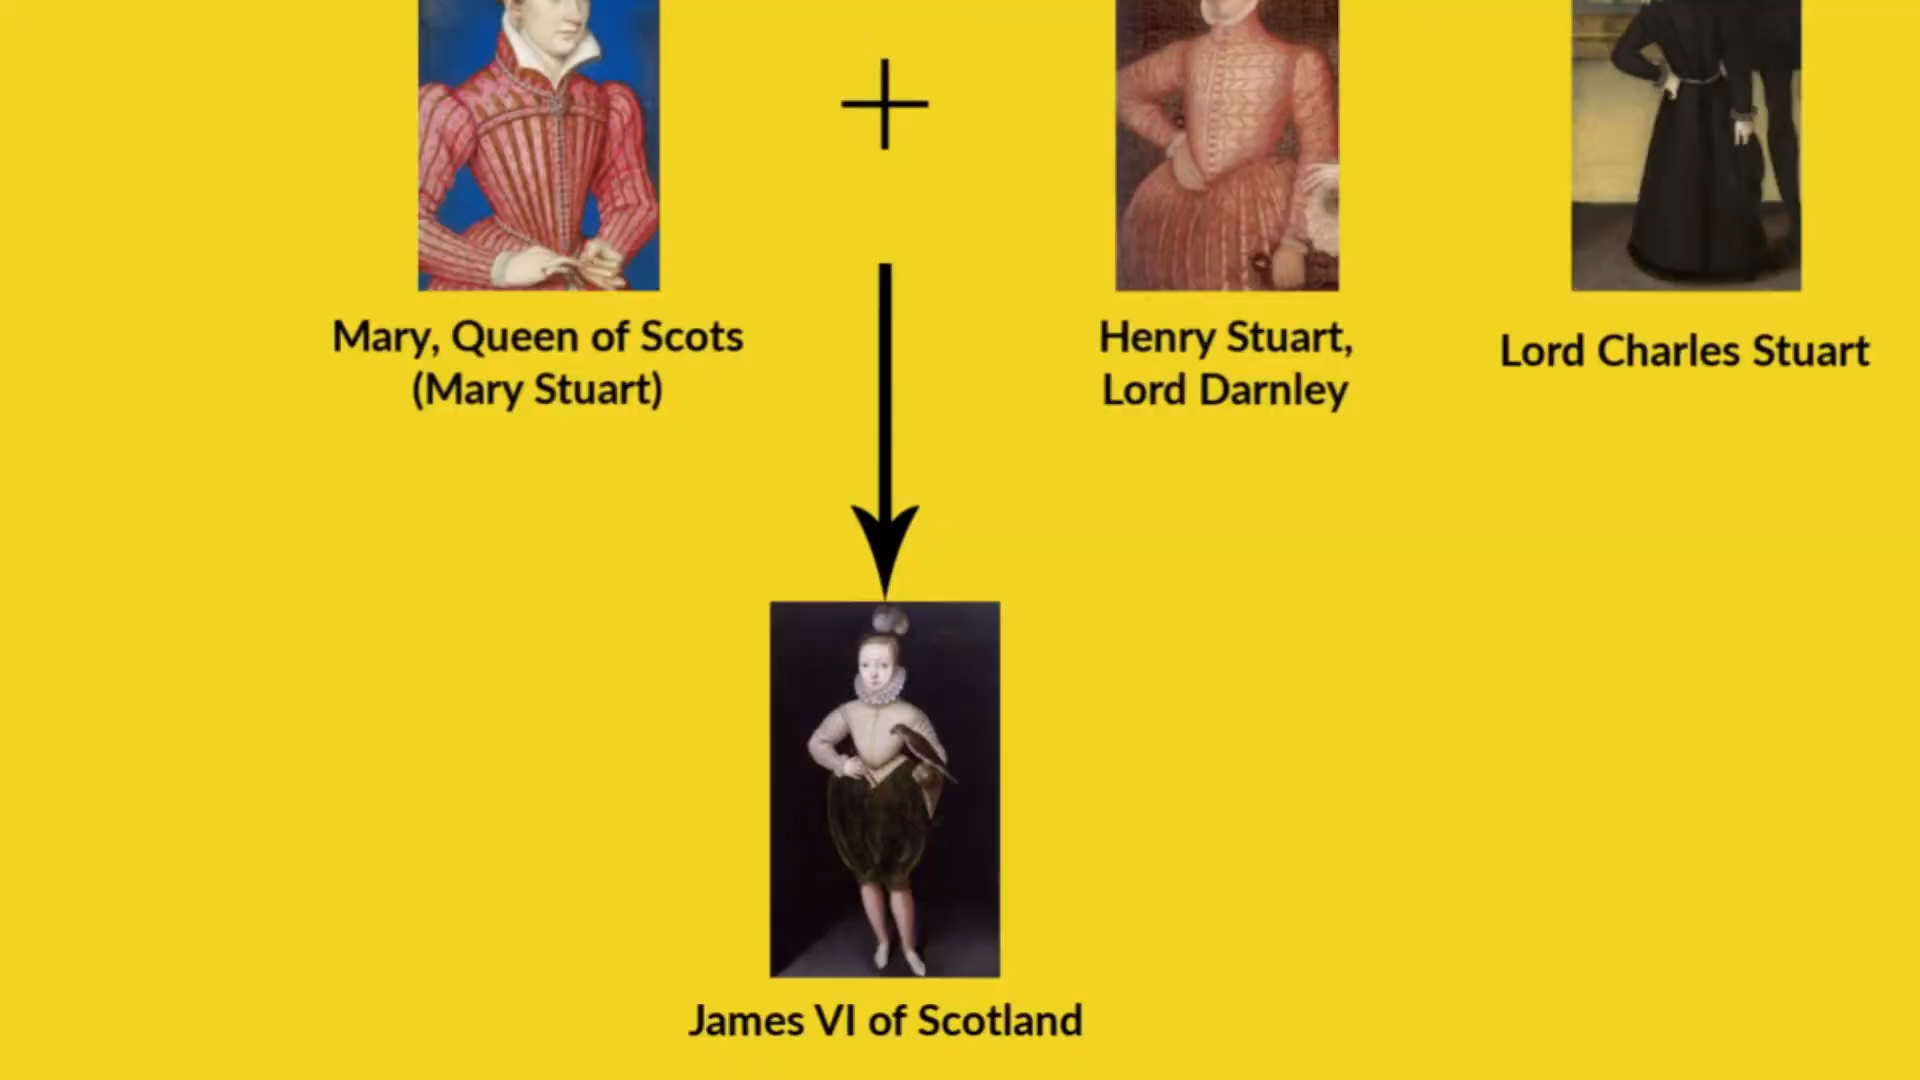 Mary, Queen of Scots
(Mary Stuart)
Henry Stuart,
Lord Darnley
Lord Charles Stuart
James VI of Scotland